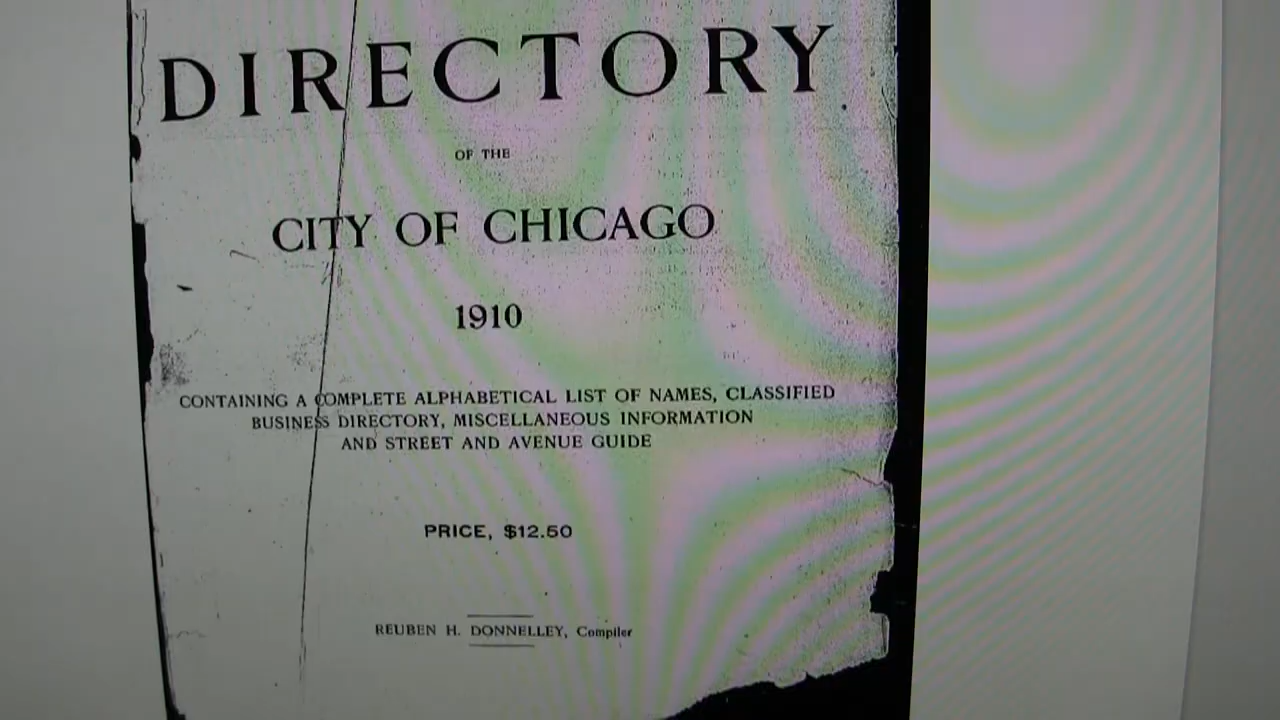 DIRECTORY
OF THE
CITY OF CHICAGO
1910
CONTAINING A COMPLETE ALPHABETICAL LIST OF NAMES, CLASSIFIED
BUSINESS DIRECTORY, MISCELLANEOUS INFORMATION
AND STREET AND AVENUE GUIDE
PRICE, $12.50
REUBEN H. DONNELLEY, Compiler